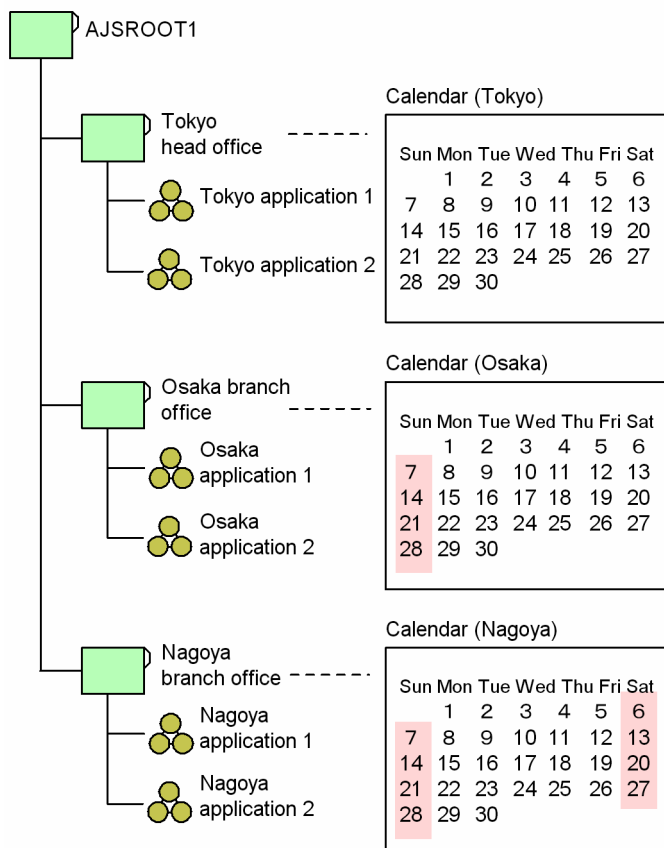 AJSROOT1
Calendar (Tokyo)
Tokyo
head office
Sun Mon Tue Wed Thu Fri Sat
1 2 3 4 5 6
7 8 9 10 11 12 13
14 15 16 17 18 19 20
21 22 23 24 25 26 27
28 29 30
Tokyo application 1
Tokyo application 2
Calendar (Osaka)
Osaka branch
office
Sun Mon Tue Wed Thu Fri Sat
1 2 3 4 5 6
7 8 9 10 11 12 13
14 15 16 17 18 19 20
21 22 23 24 25 26 27
28 29 30
Osaka
application 1
Osaka
application 2
Calendar (Nagoya)
Nagoya
branch office
Sun Mon Tue Wed Thu Fri Sat
1 2 3 4 5 6
7 8 9 10 11 12 13
14 15 16 17 18 19 20
21 22 23 24 25 26 27
28 29 30
Nagoya
application 1
Nagoya
application 2